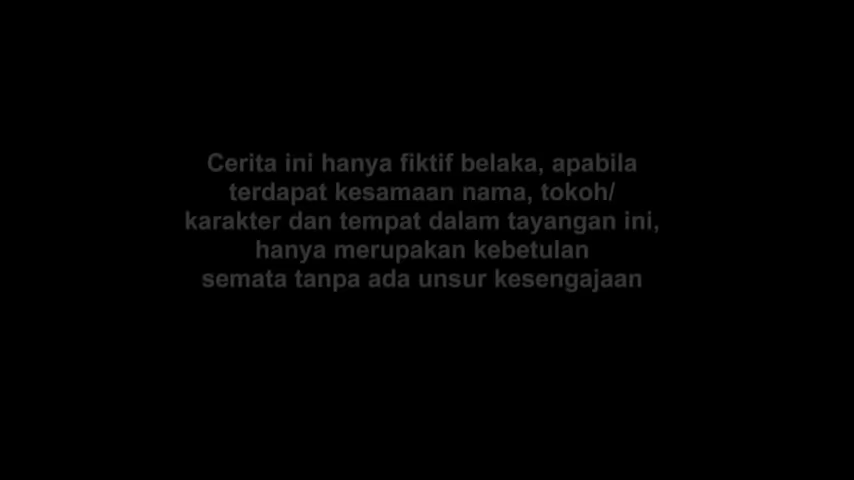 Cerita ini hanya fiktif belaka, apabila
terdapat kesamaan nama, tokoh/
karakter dan tempat dalam tayangan ini,
hanya merupakan kebetulan
semata tanpa ada unsur kesengajaan